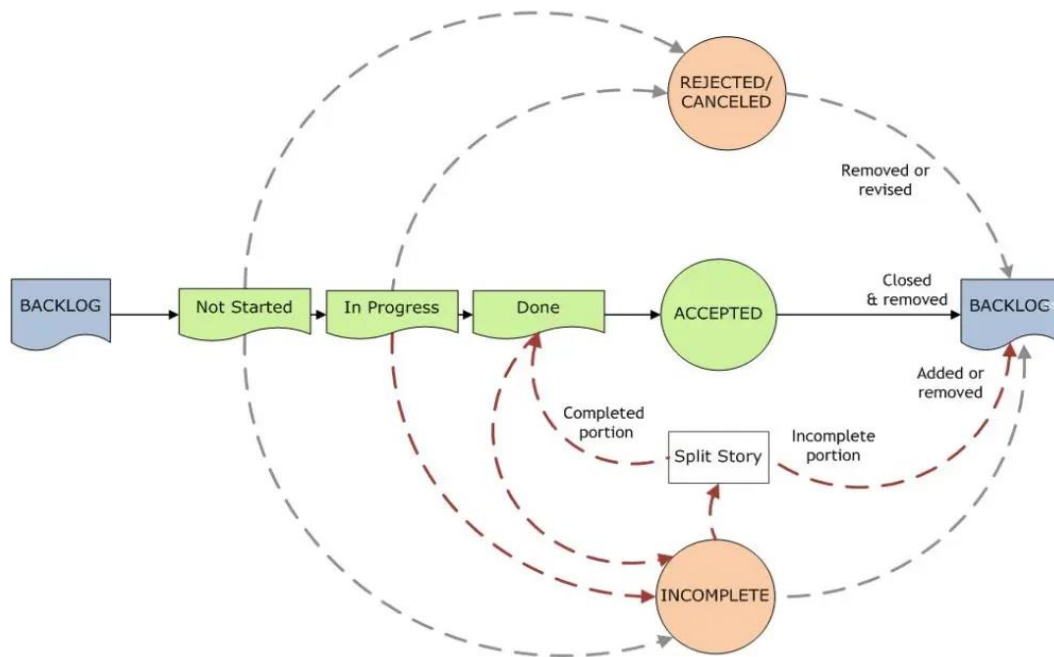 REJECTED/
CANCELED
Removed or
revised
BACKLOG
Not Started
In Progress
Done
ACCEPTED
Closed
& removed
BACKLOG
Added or
removed
Completed
portion
Split Story
Incomplete
portion
INCOMPLETE